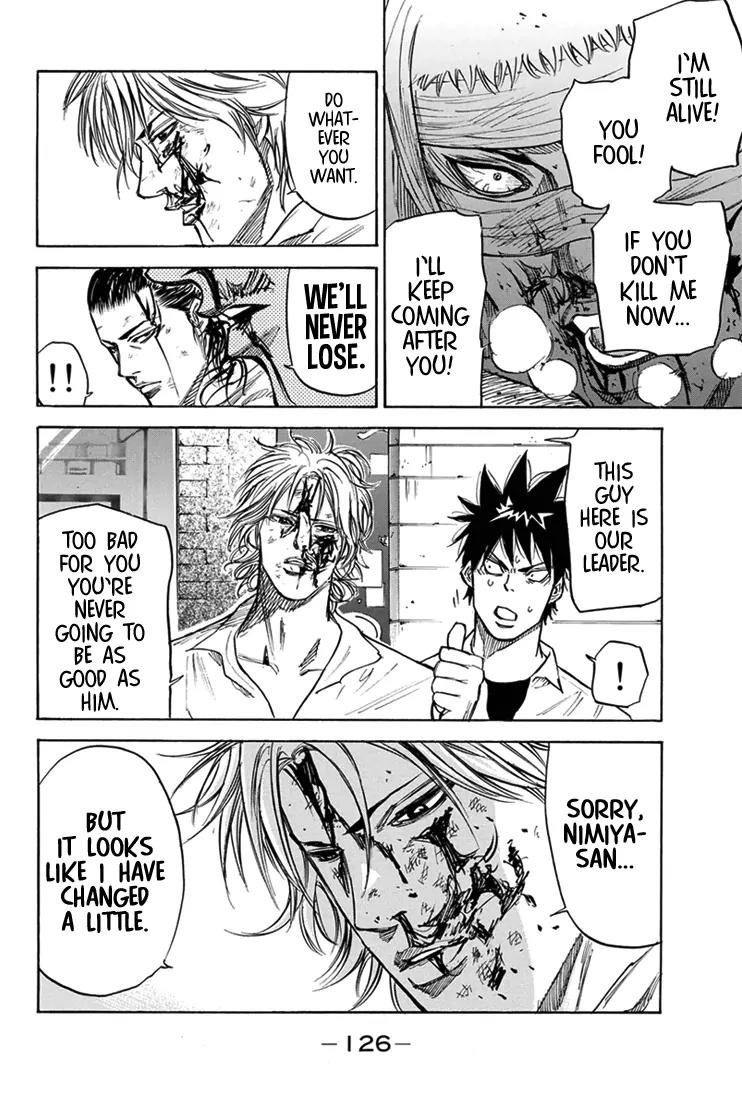 I'M
STILL
ALIVE!
YOU
FOOL!
IF YOU
DON'T
KILL ME
NOW...
I'LL
KEEP
COMING
AFTER
YOU!
DO
WHAT-
EVER
YOU
WANT.
WE'LL
NEVER
LOSE.
!!
THIS
GUY
HERE IS
OUR
LEADER.
!
TOO BAD
FOR YOU
YOU'RE
NEVER
GOING TO
BE AS
GOOD AS
HIM.
SORRY,
NIMIYA-
SAN...
BUT
IT LOOKS
LIKE I HAVE
CHANGED
A LITTLE.
-126-